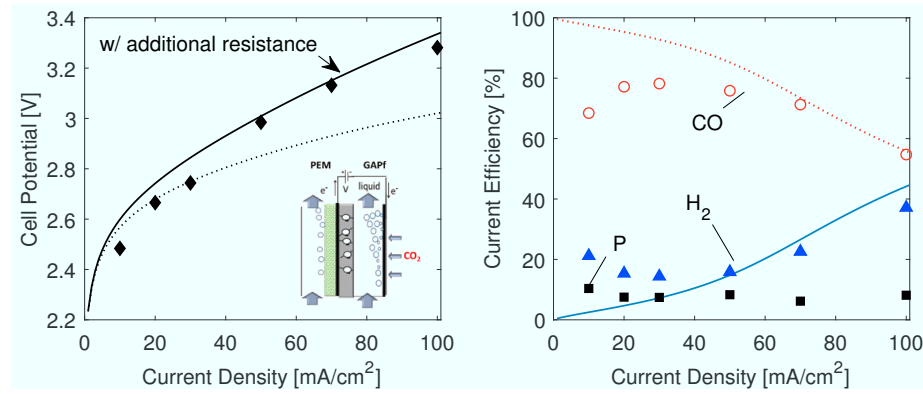 3.4
3.2
3
2.8
2.6
2.4
2.2
0
20
40
60
80
100
Cell Potential [V]
Current Density [mA/cm²]
w/ additional resistance
PEM
GAPf
e⁻
V
liquid
e⁻
CO₂
100
80
60
40
20
0
0
20
40
60
80
100
Current Efficiency [%]
Current Density [mA/cm²]
CO
H₂
P